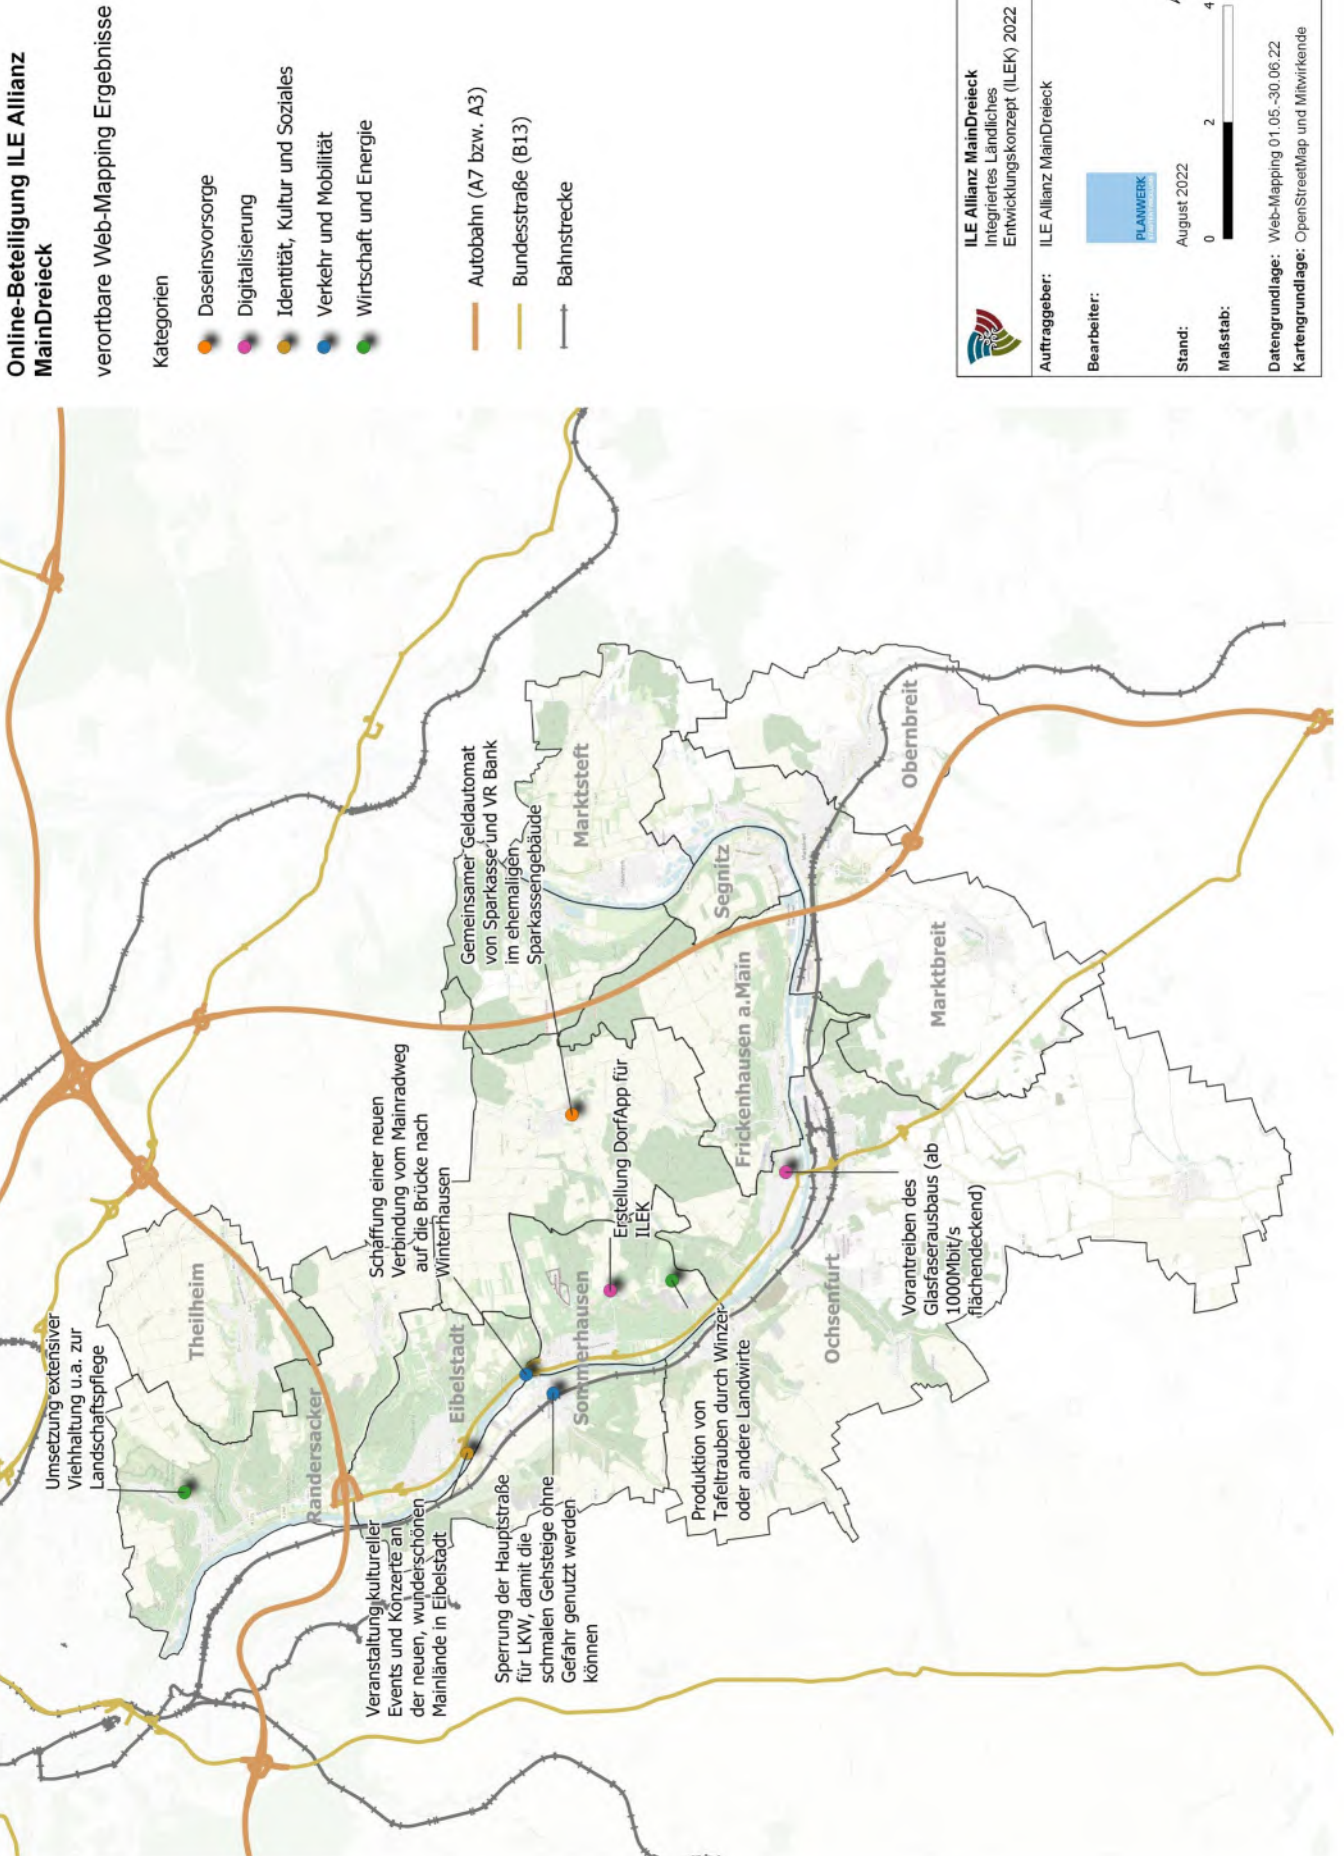 Online-Beteiligung ILE Allianz
MainDreieck
verortbare Web-Mapping Ergebnisse
Kategorien
Daseinsvorsorge
Digitalisierung
Identität, Kultur und Soziales
Verkehr und Mobilität
Wirtschaft und Energie
Autobahn (A7 bzw. A3)
Bundesstraße (B13)
Bahnstrecke
ILE Allianz MainDreieck
Integriertes Ländliches
Entwicklungskonzept (ILEK) 2022
Auftraggeber: ILE Allianz MainDreieck
Bearbeiter:
PLANWERK
Stand: August 2022
Maßstab: 0 2 4
Datengrundlage: Web-Mapping 01.05.-30.06.22
Kartengrundlage: OpenStreetMap und Mitwirkende
Umsetzung extensiver
Viehhaltung u.a. zur
Landschaftspflege
Theilheim
Randersacker
Schaffung einer neuen
Verbindung vom Mainradweg
auf die Brücke nach
Winterhausen
Eibelstadt
Veranstaltung kultureller
Events und Konzerte an
der neuen, wunderschönen
Mainlände in Eibelstadt
Gemeinsamer Geldautomat
von Sparkasse und VR Bank
im ehemaligen
Sparkassengebäude
Marktsteft
Sommerhausen
Sperrung der Hauptstraße
für LKW, damit die
schmalen Gehsteige ohne
Gefahr genutzt werden
können
Erstellung DorfApp für
ILEK
Segnitz
Frickenhausen a.Main
Produktion von
Tafeltrauben durch Winzer
oder andere Landwirte
Ochsenfurt
Obernbreit
Marktbreit
Vorantreiben des
Glasfaserausbaus (ab
1000Mbit/s
flächendeckend)